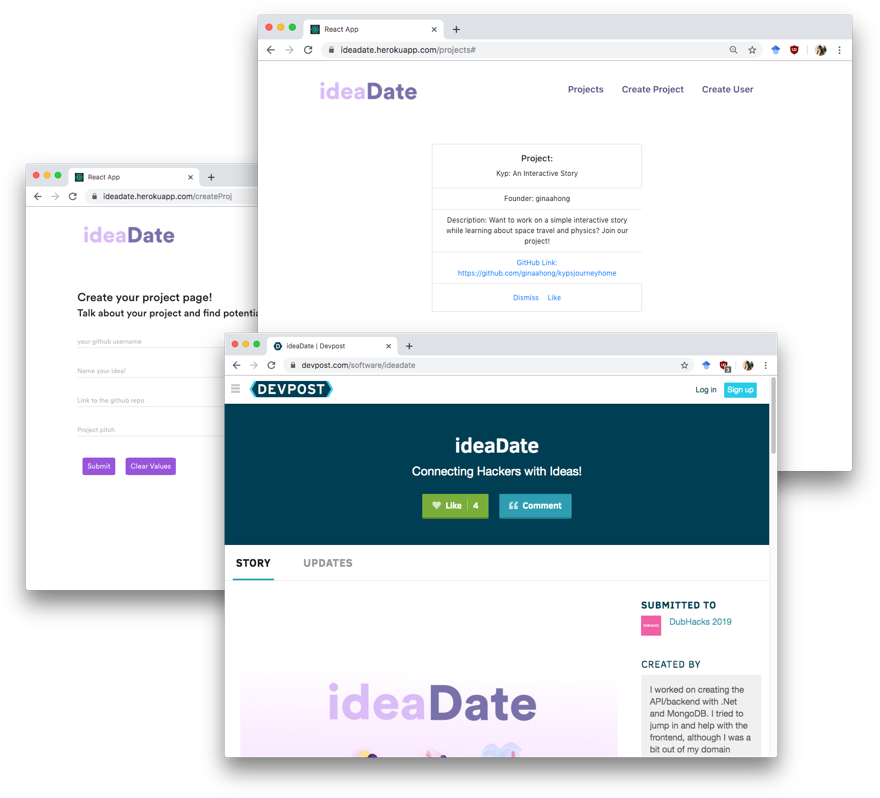 React App
ideadate.herokuapp.com/projects#
ideaDate
Projects Create Project Create User
Project:
Kyp: An Interactive Story
Founder: ginaahong
Description: Want to work on a simple interactive story
while learning about space travel and physics? Join our
project!
GitHub Link:
https://github.com/ginaahong/kypsjourneyhome
Dismiss Like
React App
ideadate.herokuapp.com/createProj
ideaDate
Create your project page!
Talk about your project and find potentia
your github username
Name your idea!
Link to the github repo
Project pitch
Submit Clear Values
ideaDate | Devpost
devpost.com/software/ideadate
DEVPOST
Log in Sign up
ideaDate
Connecting Hackers with Ideas!
Like 4 Comment
STORY UPDATES
SUBMITTED TO
DubHacks 2019
CREATED BY
I worked on creating the
API/backend with .Net
and MongoDB. I tried to
jump in and help with the
frontend, although I was a
bit out of my domain
ideaDate